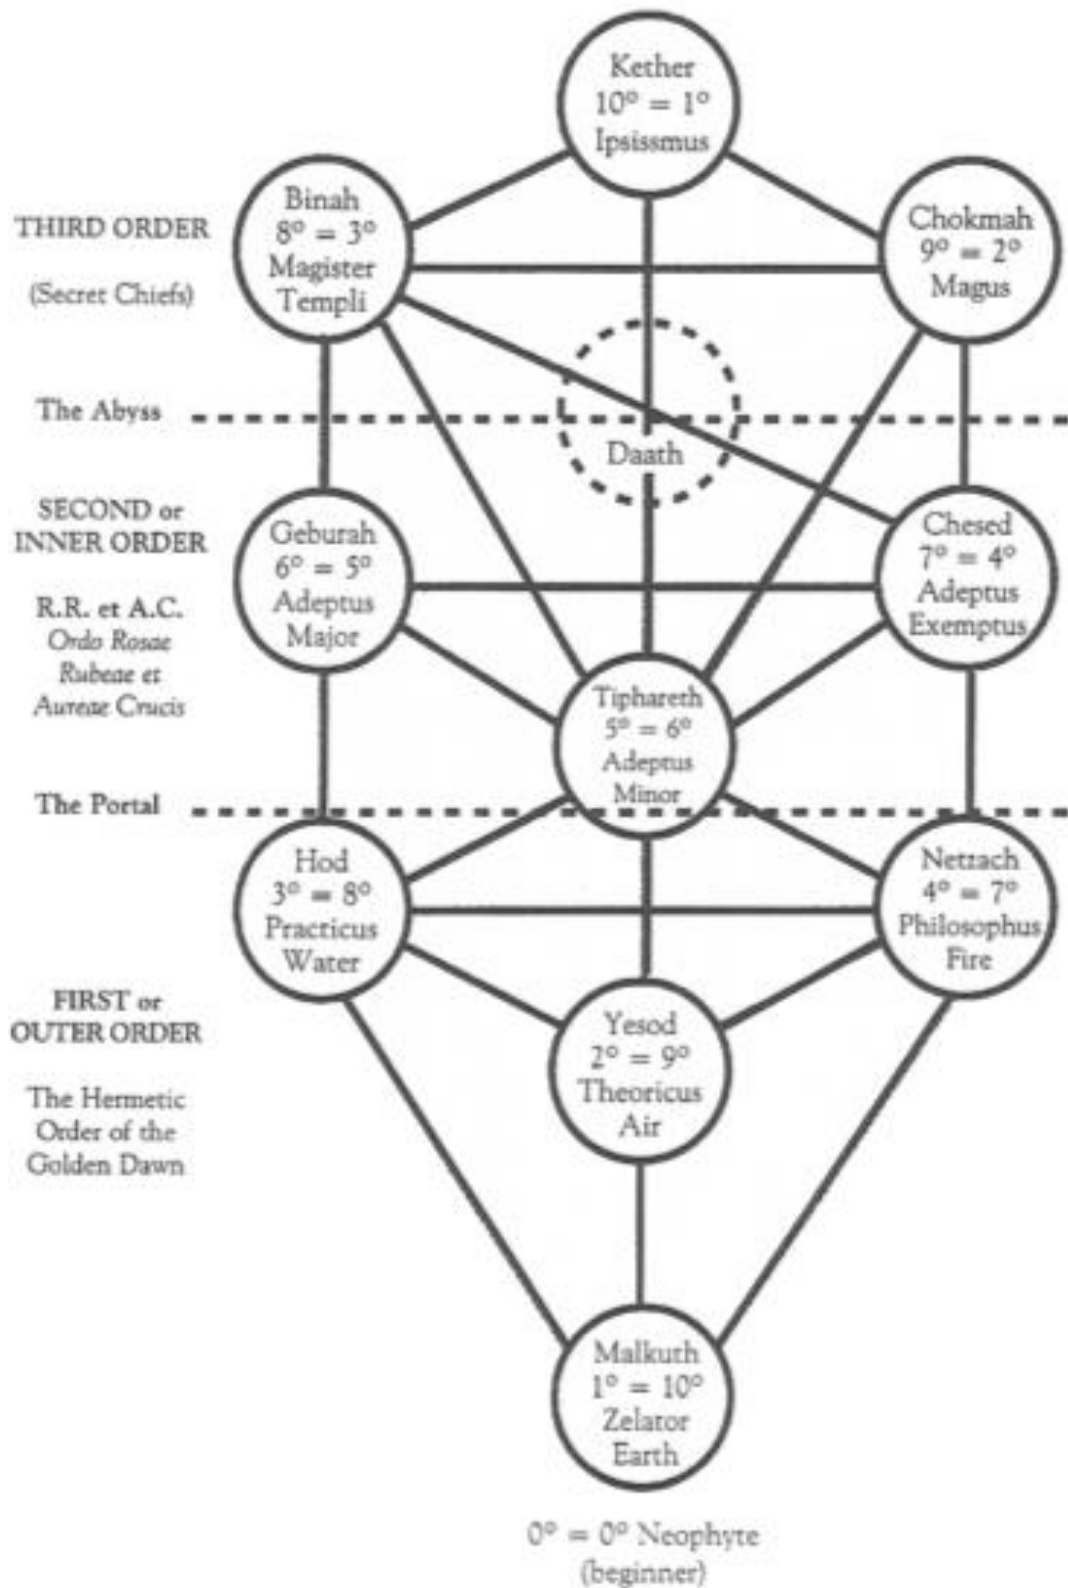 Kether
10° = 1°
Ipsissmus
Binah
8° = 3°
Magister
Templi
Chokmah
9° = 2°
Magus
THIRD ORDER
(Secret Chiefs)
The Abyss
Daath
SECOND or
INNER ORDER
R.R. et A.C.
Ordo Rosae
Rubeae et
Aureae Crucis
Geburah
6° = 5°
Adeptus
Major
Chesed
7° = 4°
Adeptus
Exemptus
Tiphareth
5° = 6°
Adeptus
Minor
The Portal
Hod
3° = 8°
Practicus
Water
Netzach
4° = 7°
Philosophus
Fire
FIRST or
OUTER ORDER
The Hermetic
Order of the
Golden Dawn
Yesod
2° = 9°
Theoricus
Air
Malkuth
1° = 10°
Zelator
Earth
0° = 0° Neophyte
(beginner)